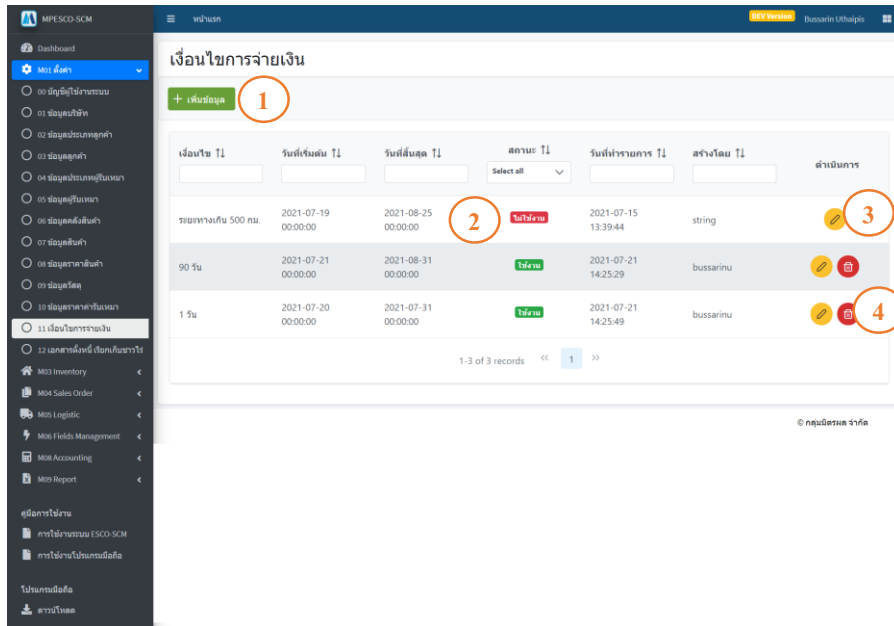 MPESCO-SCM
หน้าแรก
DEV Version
Bussarin Uthaipis
Dashboard
M01 ตั้งค่า
00 บัญชีผู้ใช้งานระบบ
01 ข้อมูลบริษัท
02 ข้อมูลประเภทลูกค้า
03 ข้อมูลลูกค้า
04 ข้อมูลประเภทผู้รับเหมา
05 ข้อมูลผู้รับเหมา
06 ข้อมูลคลังสินค้า
07 ข้อมูลสินค้า
08 ข้อมูลราคาสินค้า
09 ข้อมูลวัสดุ
10 ข้อมูลราคาค่ารับเหมา
11 เงื่อนไขการจ่ายเงิน
12 เอกสารตั้งหนี้ เรียกเก็บชาวไร่
M03 Inventory
M04 Sales Order
M05 Logistic
M06 Fields Management
M08 Accounting
M09 Report
คู่มือการใช้งาน
การใช้งานระบบ ESCO-SCM
การใช้งานโปรแกรมมือถือ
โปรแกรมมือถือ
ดาวน์โหลด
เงื่อนไขการจ่ายเงิน
+ เพิ่มข้อมูล
1
เงื่อนไข วันที่เริ่มต้น วันที่สิ้นสุด สถานะ วันที่ทำรายการ สร้างโดย ดำเนินการ
Select all
ระยะทางเกิน 500 กม. 2021-07-19 00:00:00 2021-08-25 00:00:00 2 ไม่ใช้งาน 2021-07-15 13:39:44 string 3
90 วัน 2021-07-21 00:00:00 2021-08-31 00:00:00 ใช้งาน 2021-07-21 14:25:29 bussarinu
1 วัน 2021-07-20 00:00:00 2021-07-31 00:00:00 ใช้งาน 2021-07-21 14:25:49 bussarinu 4
1-3 of 3 records « 1 »
© กลุ่มมิตรผล จำกัด